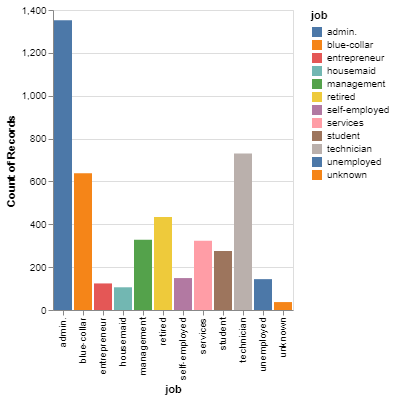 1,400
1,200
1,000
800
600
400
200
0
Count of Records
admin.
blue-collar
entrepreneur
housemaid
management
retired
self-employed
services
student
technician
unemployed
unknown
job
job
admin.
blue-collar
entrepreneur
housemaid
management
retired
self-employed
services
student
technician
unemployed
unknown